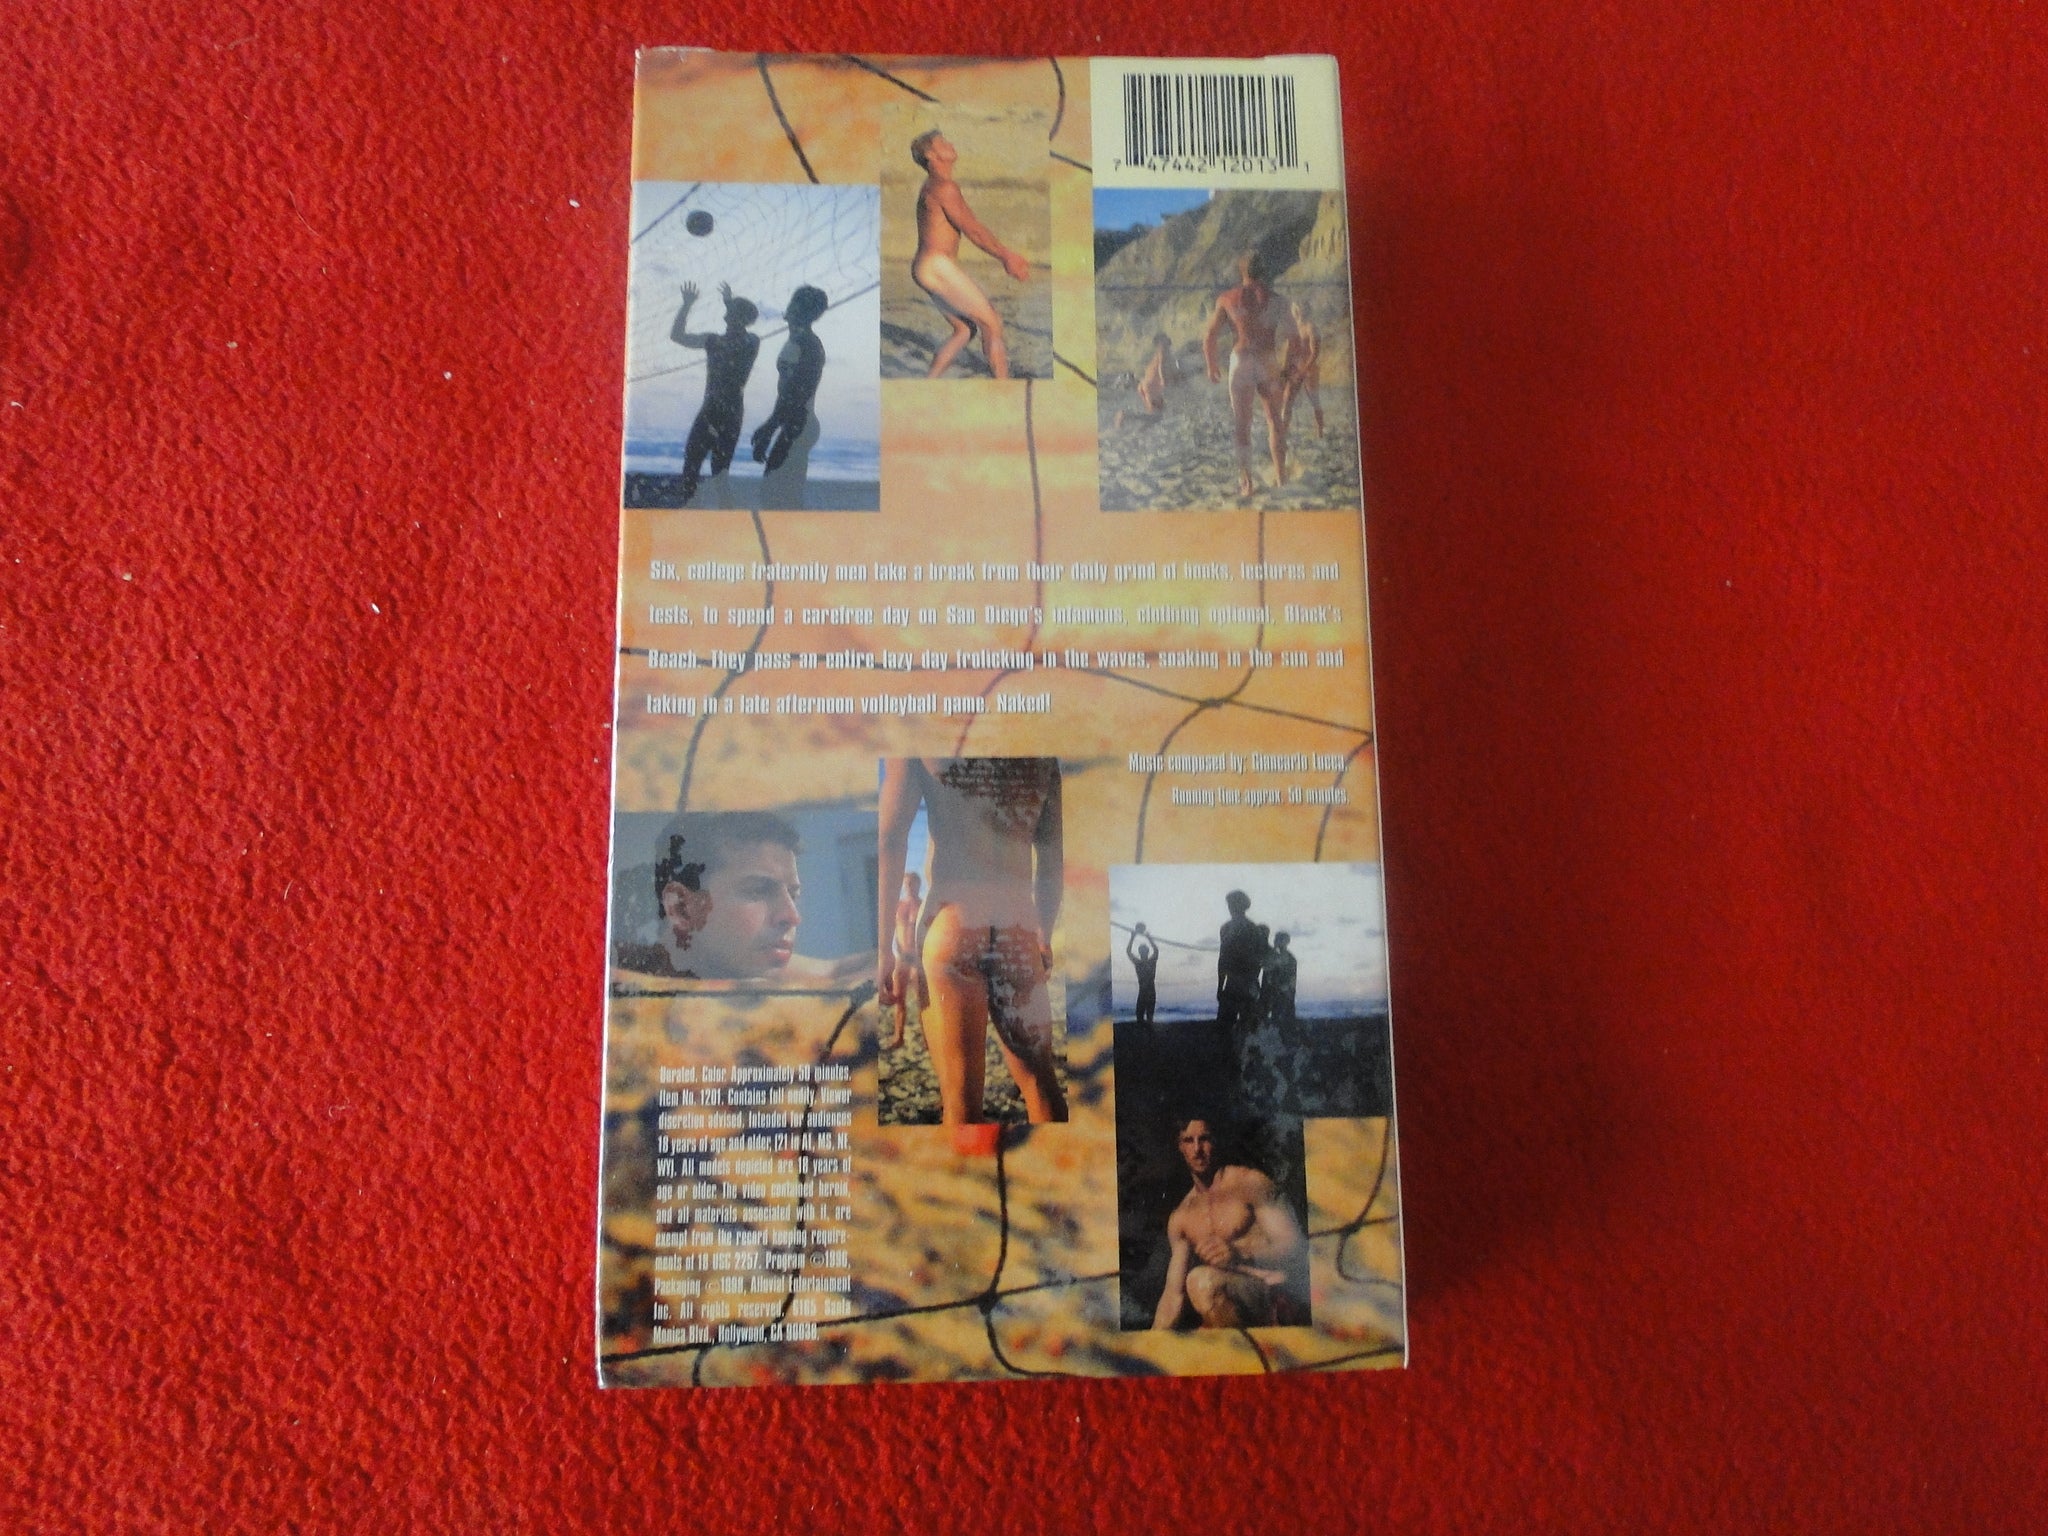 7 47442 12013 1
Six, college fraternity men take a break from their daily grind of books, lectures and
tests, to spend a carefree day on San Diego's infamous, clothing optional, Black's
Beach. They pass an entire lazy day frolicking in the waves, soaking in the sun and
taking in a late afternoon volleyball game. Naked!
Music composed by: Giancarlo Lucca.
Running time approx. 50 minutes.
Unrated. Color. Approximately 50 minutes.
Item No. 1201. Contains full nudity. Viewer
discretion advised. Intended for audiences
18 years of age and older, (21 in AL, MS, NE,
WY). All models depicted are 18 years of
age or older. The video contained herein,
and all materials associated with it, are
exempt from the record keeping require-
ments of 18 USC 2257. Program ©1996,
Packaging ©1998, Alluvial Entertainment
Inc. All rights reserved. 6165 Santa
Monica Blvd., Hollywood, CA 90038.